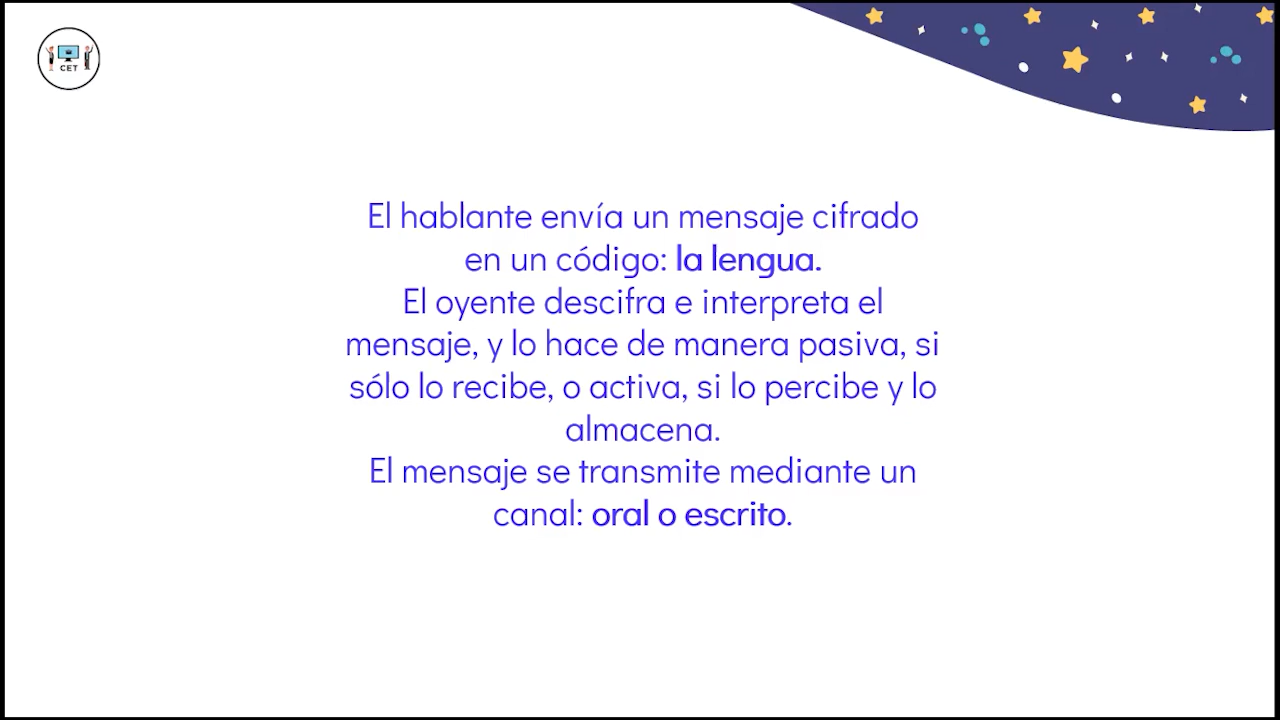 CET
El hablante envía un mensaje cifrado
en un código: la lengua.
El oyente descifra e interpreta el
mensaje, y lo hace de manera pasiva, si
sólo lo recibe, o activa, si lo percibe y lo
almacena.
El mensaje se transmite mediante un
canal: oral o escrito.